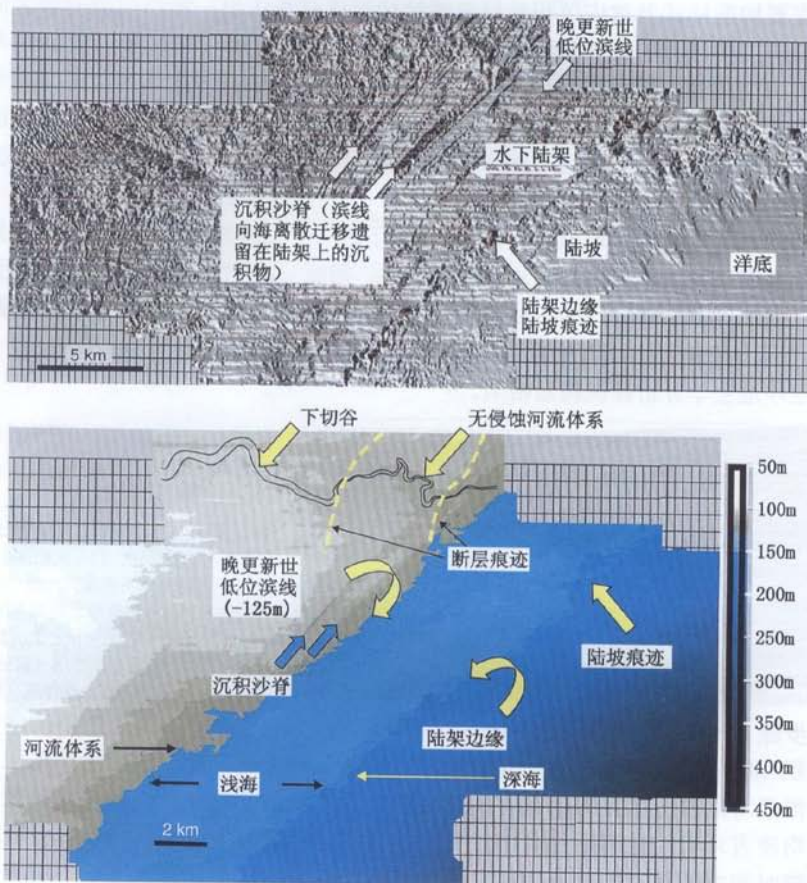 晚更新世
低位滨线
水下陆架
沉积沙脊（滨线
向海离散迁移遗
留在陆架上的沉
积物）
陆坡
洋底
陆架边缘
陆坡痕迹
5 km
下切谷
无侵蚀河流体系
50m
100m
150m
200m
250m
300m
350m
400m
450m
断层痕迹
晚更新世
低位滨线
(-125m)
陆坡痕迹
沉积沙脊
河流体系
陆架边缘
浅海
深海
2 km